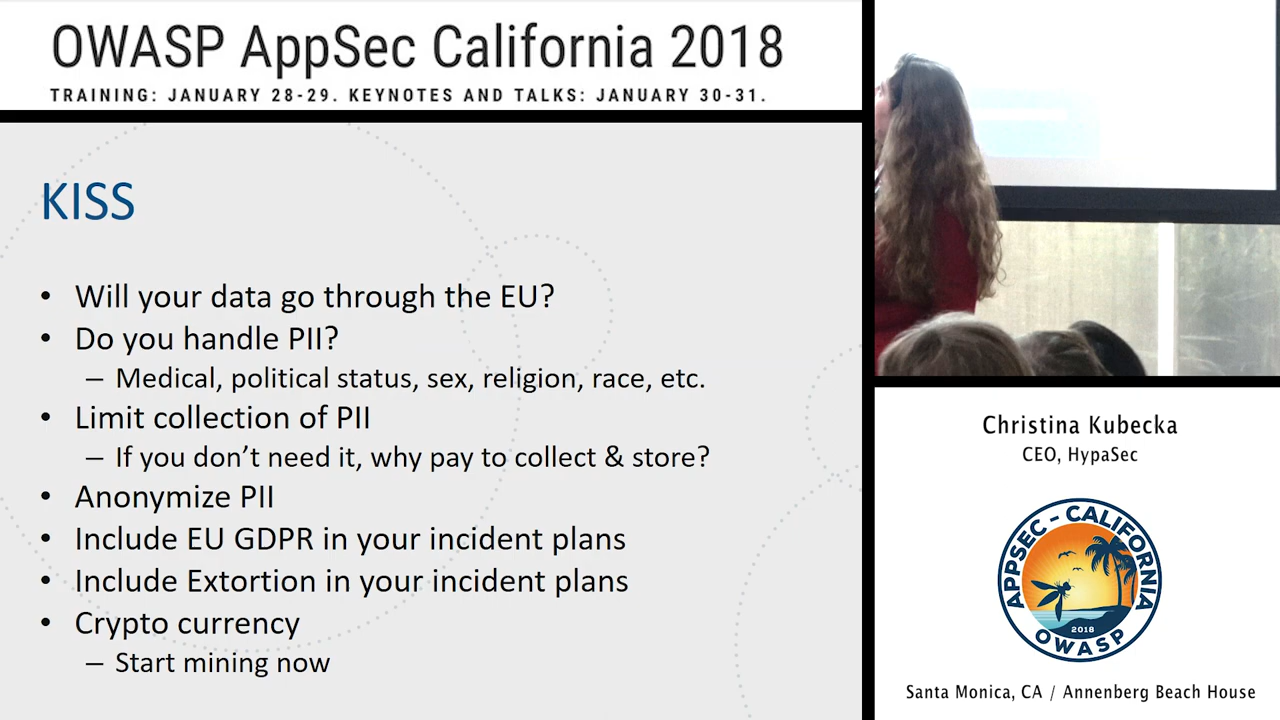 OWASP AppSec California 2018
TRAINING: JANUARY 28-29. KEYNOTES AND TALKS: JANUARY 30-31.
KISS
• Will your data go through the EU?
• Do you handle PII?
– Medical, political status, sex, religion, race, etc.
• Limit collection of PII
– If you don’t need it, why pay to collect & store?
• Anonymize PII
• Include EU GDPR in your incident plans
• Include Extortion in your incident plans
• Crypto currency
– Start mining now
Christina Kubecka
CEO, HypaSec
APPSEC - CALIFORNIA
2018
OWASP
Santa Monica, CA / Annenberg Beach House